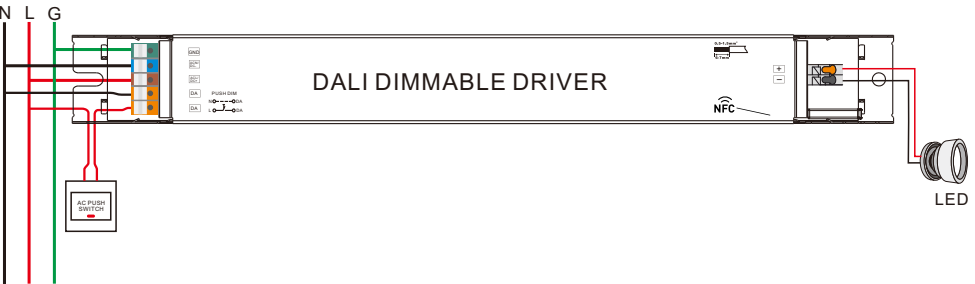 N L G
GND
DA
DA
PUSH DIM
N DA
L DA
DALI DIMMABLE DRIVER
NFC
+
−
AC PUSH
SWITCH
LED